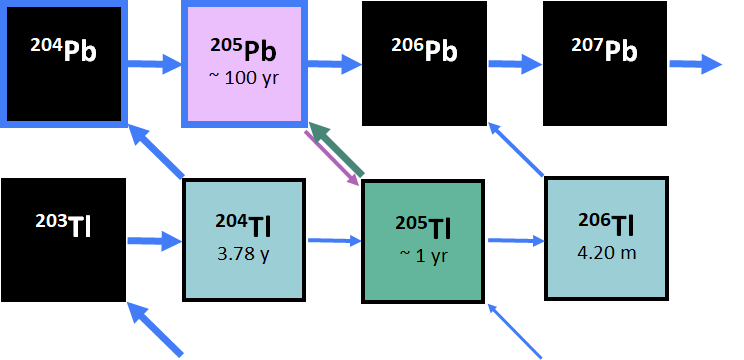 ²⁰⁴Pb
²⁰⁵Pb
~ 100 yr
²⁰⁶Pb
²⁰⁷Pb
²⁰³Tl
²⁰⁴Tl
3.78 y
²⁰⁵Tl
~ 1 yr
²⁰⁶Tl
4.20 m